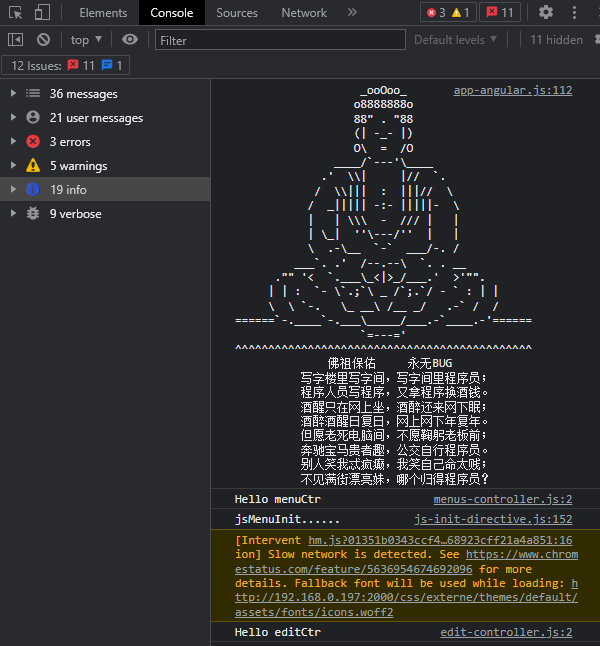 Elements Console Sources Network » 3 1 11
top Filter Default levels 11 hidden
12 Issues: 11 1
36 messages
21 user messages
3 errors
5 warnings
19 info
9 verbose
app-angular.js:112
_ooOoo_
o8888888o
88" . "88
(| -_- |)
O\ = /O
____/`---'\____
.' \\| |// `.
/ \\||| : |||// \
/ _||||| -:- |||||- \
| | \\\ - /// | |
| \_| ''\---/'' | |
\ .-\__ `-` ___/-. /
___`. .' /--.--\ `. . __
."" '< `.___\_<|>_/___.' >'"".
| | : `- \`.;`\ _ /`;.`/ - ` : | |
\ \ `-. \_ __\ /__ _/ .-` / /
======`-.____`-.___\_____/___.-`____.-'======
`=---='
^^^^^^^^^^^^^^^^^^^^^^^^^^^^^^^^^^^^^^^^^^^^^
佛祖保佑 永无BUG
写字楼里写字间，写字间里程序员；
程序人员写程序，又拿程序换酒钱。
酒醒只在网上坐，酒醉还来网下眠；
酒醉酒醒日复日，网上网下年复年。
但愿老死电脑间，不愿鞠躬老板前；
奔驰宝马贵者趣，公交自行程序员。
别人笑我忒疯癫，我笑自己命太贱；
不见满街漂亮妹，哪个归得程序员？
Hello menuCtr menus-controller.js:2
jsMenuInit...... js-init-directive.js:152
[Intervent hm.js?01351b0343ccf4…68923cff21a4a851:16
ion] Slow network is detected. See https://www.chrom
estatus.com/feature/5636954674692096 for more
details. Fallback font will be used while loading: h
ttp://192.168.0.197:2000/css/externe/themes/default/
assets/fonts/icons.woff2
Hello editCtr edit-controller.js:2